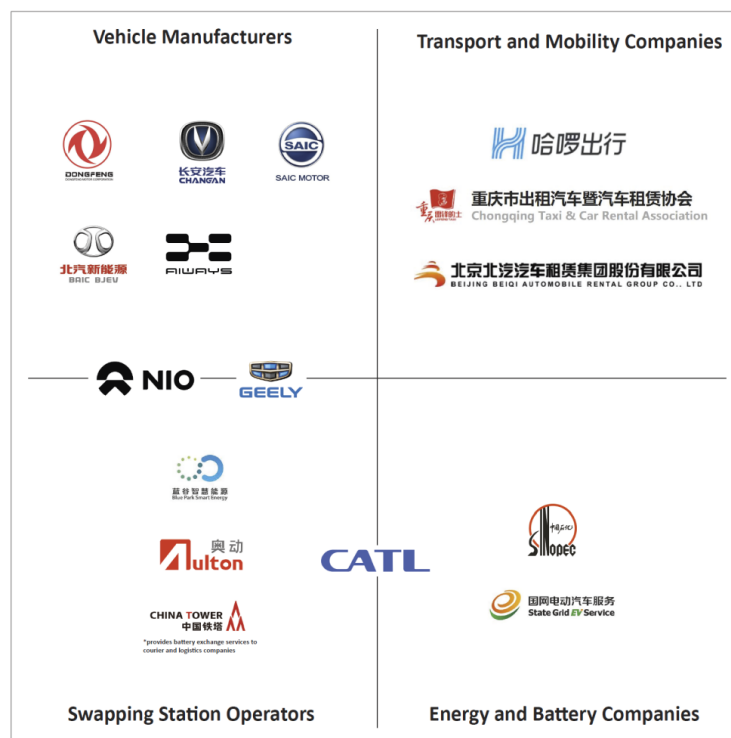 Vehicle Manufacturers
Transport and Mobility Companies
DONGFENG
长安汽车
CHANGAN
SAIC
SAIC MOTOR
哈啰出行
重庆市出租汽车暨汽车租赁协会
Chongqing Taxi & Car Rental Association
北汽新能源
BAIC BJEV
AIWAYS
北京北汽汽车租赁集团股份有限公司
BEIJING BEIQI AUTOMOBILE RENTAL GROUP CO., LTD
NIO
GEELY
蓝谷智慧能源
Blue Park Smart Energy
奥动
Aulton
CATL
SINOPEC
CHINA TOWER
中国铁塔
*provides battery exchange services to
courier and logistics companies
国网电动汽车服务
State Grid EV Service
Swapping Station Operators
Energy and Battery Companies